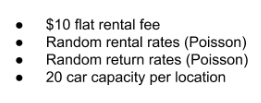 ● $10 flat rental fee
● Random rental rates (Poisson)
● Random return rates (Poisson)
● 20 car capacity per location